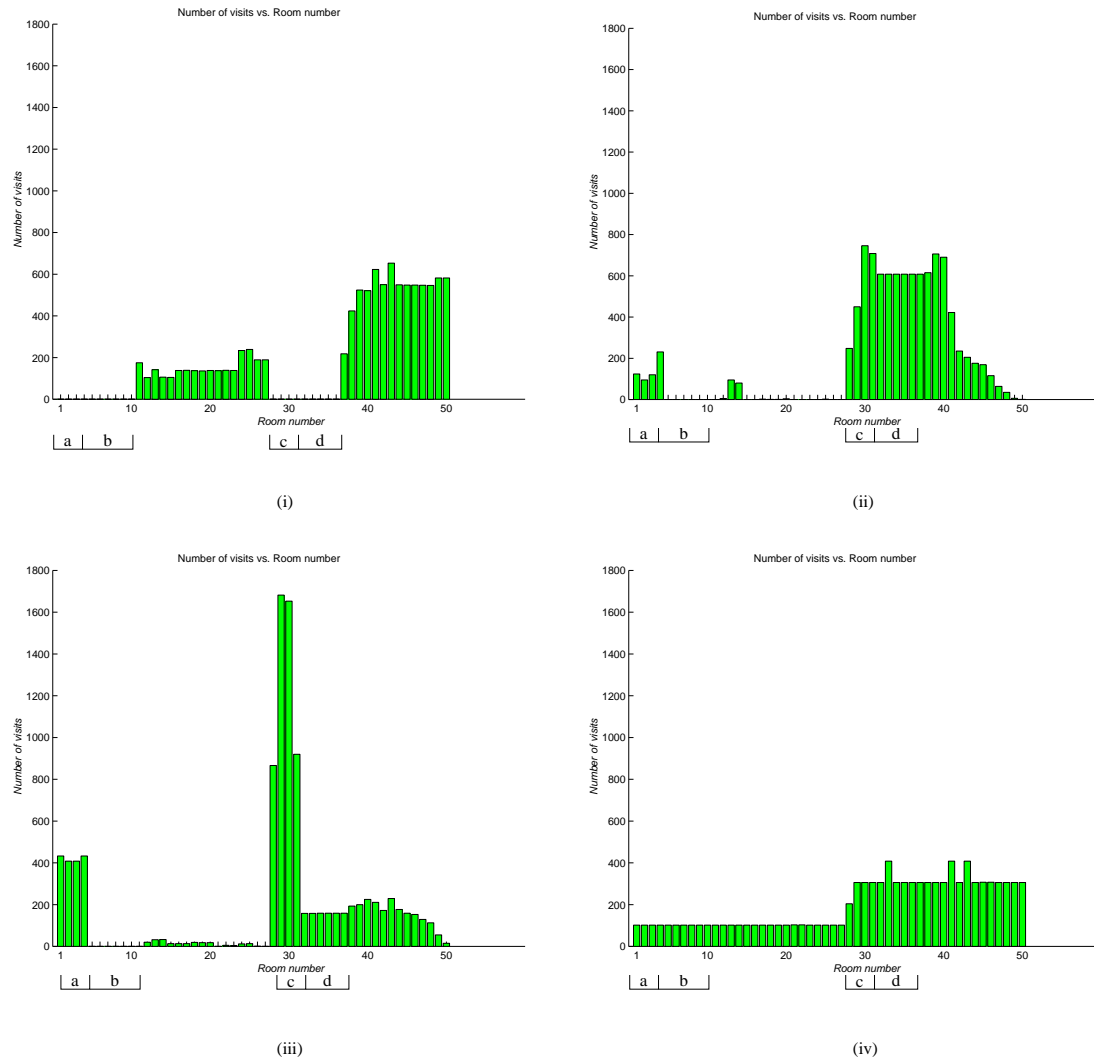 Number of visits vs. Room number
1800
1600
1400
1200
1000
800
600
400
200
0
Number of visits
1 10 20 30 40 50
Room number
a b c d
(i)
Number of visits vs. Room number
1800
1600
1400
1200
1000
800
600
400
200
0
Number of visits
1 10 20 30 40 50
Room number
a b c d
(ii)
Number of visits vs. Room number
1800
1600
1400
1200
1000
800
600
400
200
0
Number of visits
1 10 20 30 40 50
Room number
a b c d
(iii)
Number of visits vs. Room number
1800
1600
1400
1200
1000
800
600
400
200
0
Number of visits
1 10 20 30 40 50
Room number
a b c d
(iv)